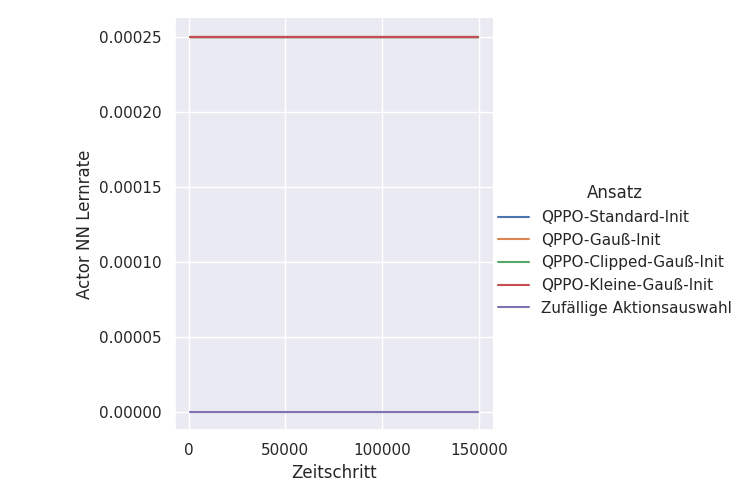 0.00025
0.00020
0.00015
0.00010
0.00005
0.00000
Actor NN Lernrate
0 50000 100000 150000
Zeitschritt
Ansatz
QPPO-Standard-Init
QPPO-Gauß-Init
QPPO-Clipped-Gauß-Init
QPPO-Kleine-Gauß-Init
Zufällige Aktionsauswahl